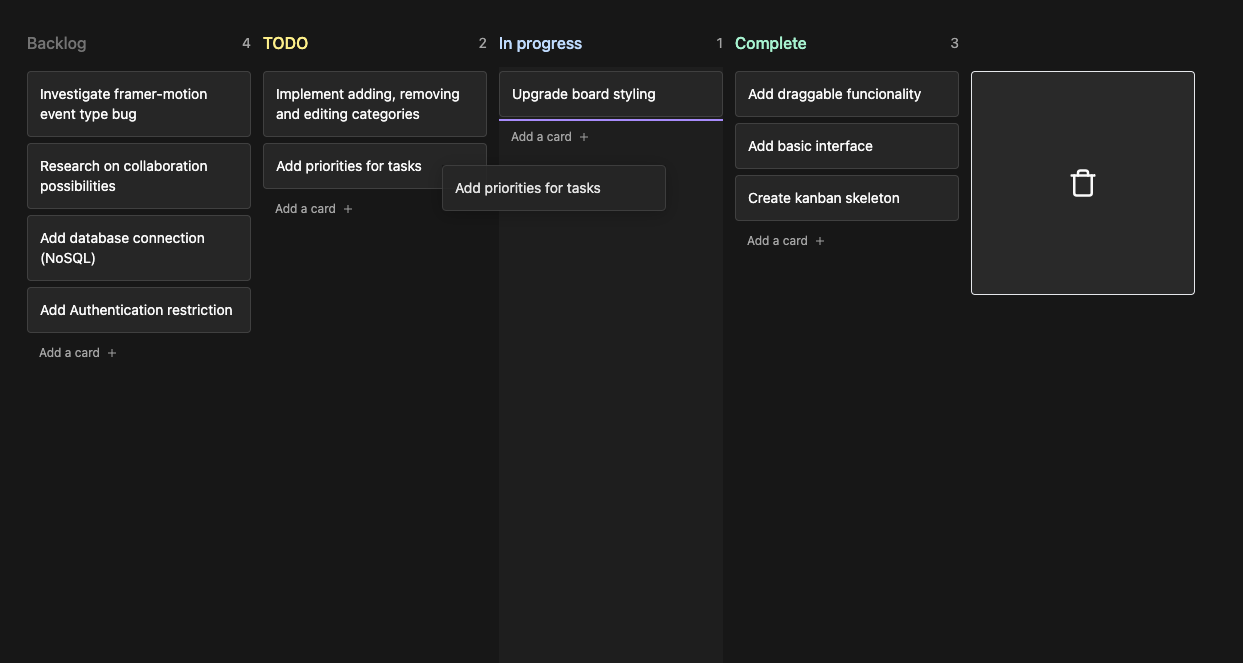 Backlog 4
Investigate framer-motion
event type bug
Research on collaboration
possibilities
Add database connection
(NoSQL)
Add Authentication restriction
Add a card +
TODO 2
Implement adding, removing
and editing categories
Add priorities for tasks
Add a card +
Add priorities for tasks
In progress 1
Upgrade board styling
Add a card +
Complete 3
Add draggable funcionality
Add basic interface
Create kanban skeleton
Add a card +